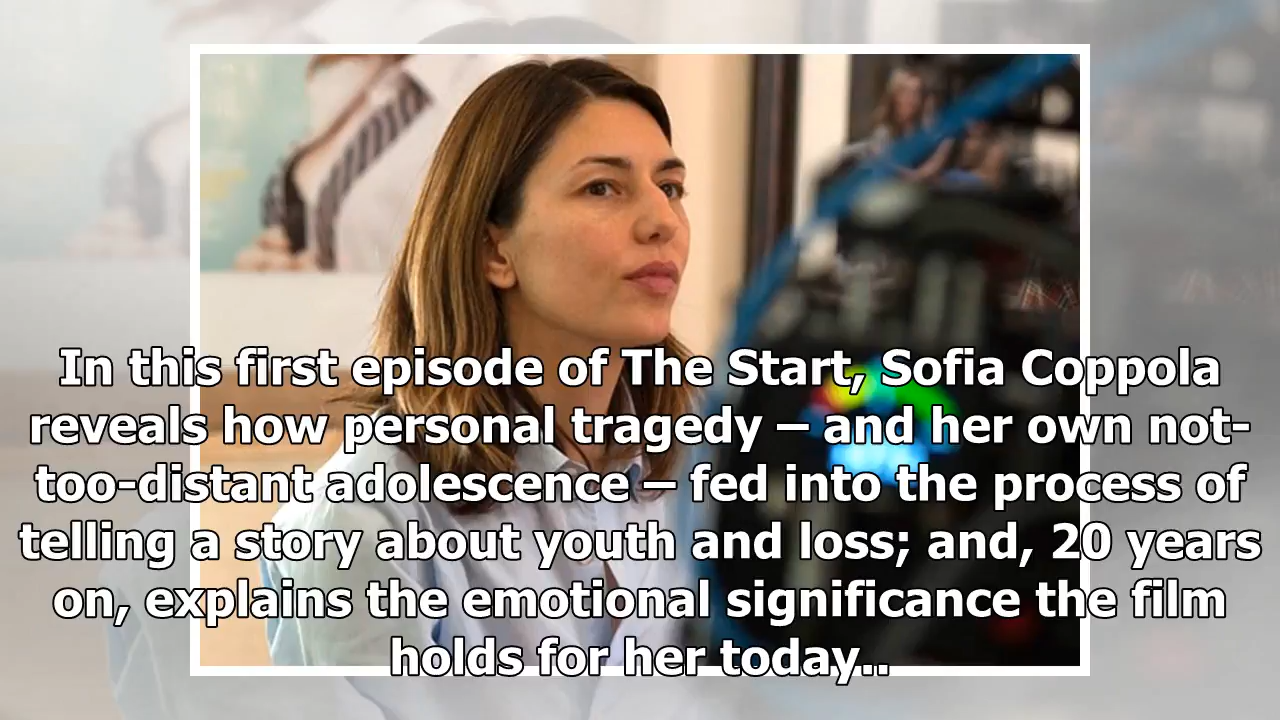 In this first episode of The Start, Sofia Coppola
reveals how personal tragedy – and her own not-
too-distant adolescence – fed into the process of
telling a story about youth and loss; and, 20 years
on, explains the emotional significance the film
holds for her today..